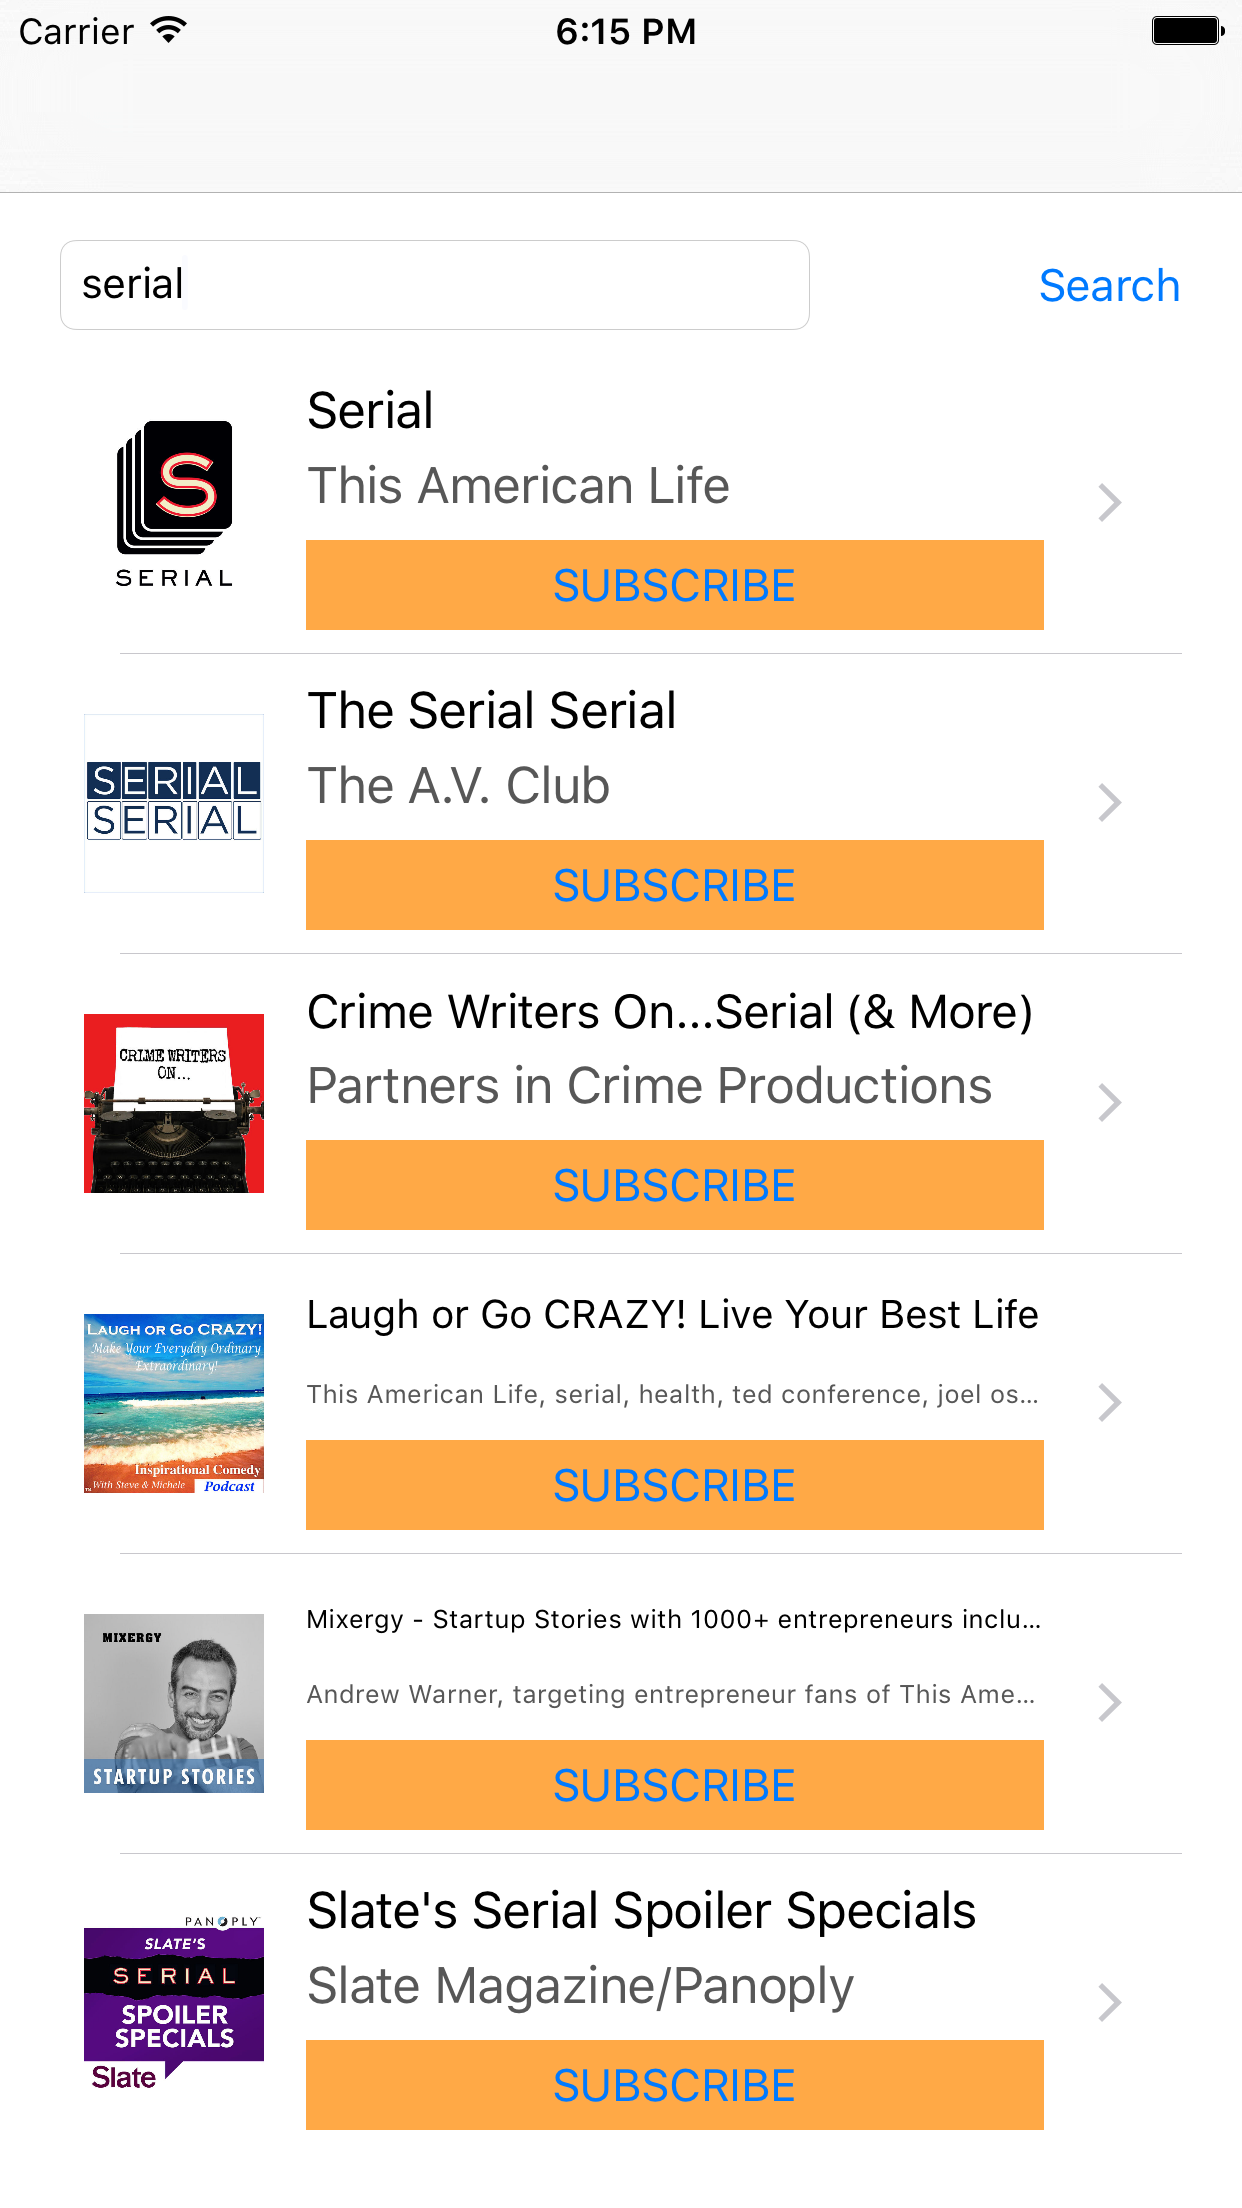 Carrier 6:15 PM
serial Search
SERIAL
Serial
This American Life
SUBSCRIBE
SERIAL
SERIAL
The Serial Serial
The A.V. Club
SUBSCRIBE
CRIME WRITERS
ON...
Crime Writers On...Serial (& More)
Partners in Crime Productions
SUBSCRIBE
LAUGH OR GO CRAZY!
Make Your Everyday Ordinary
Extraordinary!
Inspirational Comedy
With Steve & Michele Podcast
Laugh or Go CRAZY! Live Your Best Life
This American Life, serial, health, ted conference, joel os...
SUBSCRIBE
MIXERGY
STARTUP STORIES
Mixergy - Startup Stories with 1000+ entrepreneurs inclu...
Andrew Warner, targeting entrepreneur fans of This Ame...
SUBSCRIBE
PANOPLY
SLATE'S
SERIAL
SPOILER
SPECIALS
Slate
Slate's Serial Spoiler Specials
Slate Magazine/Panoply
SUBSCRIBE